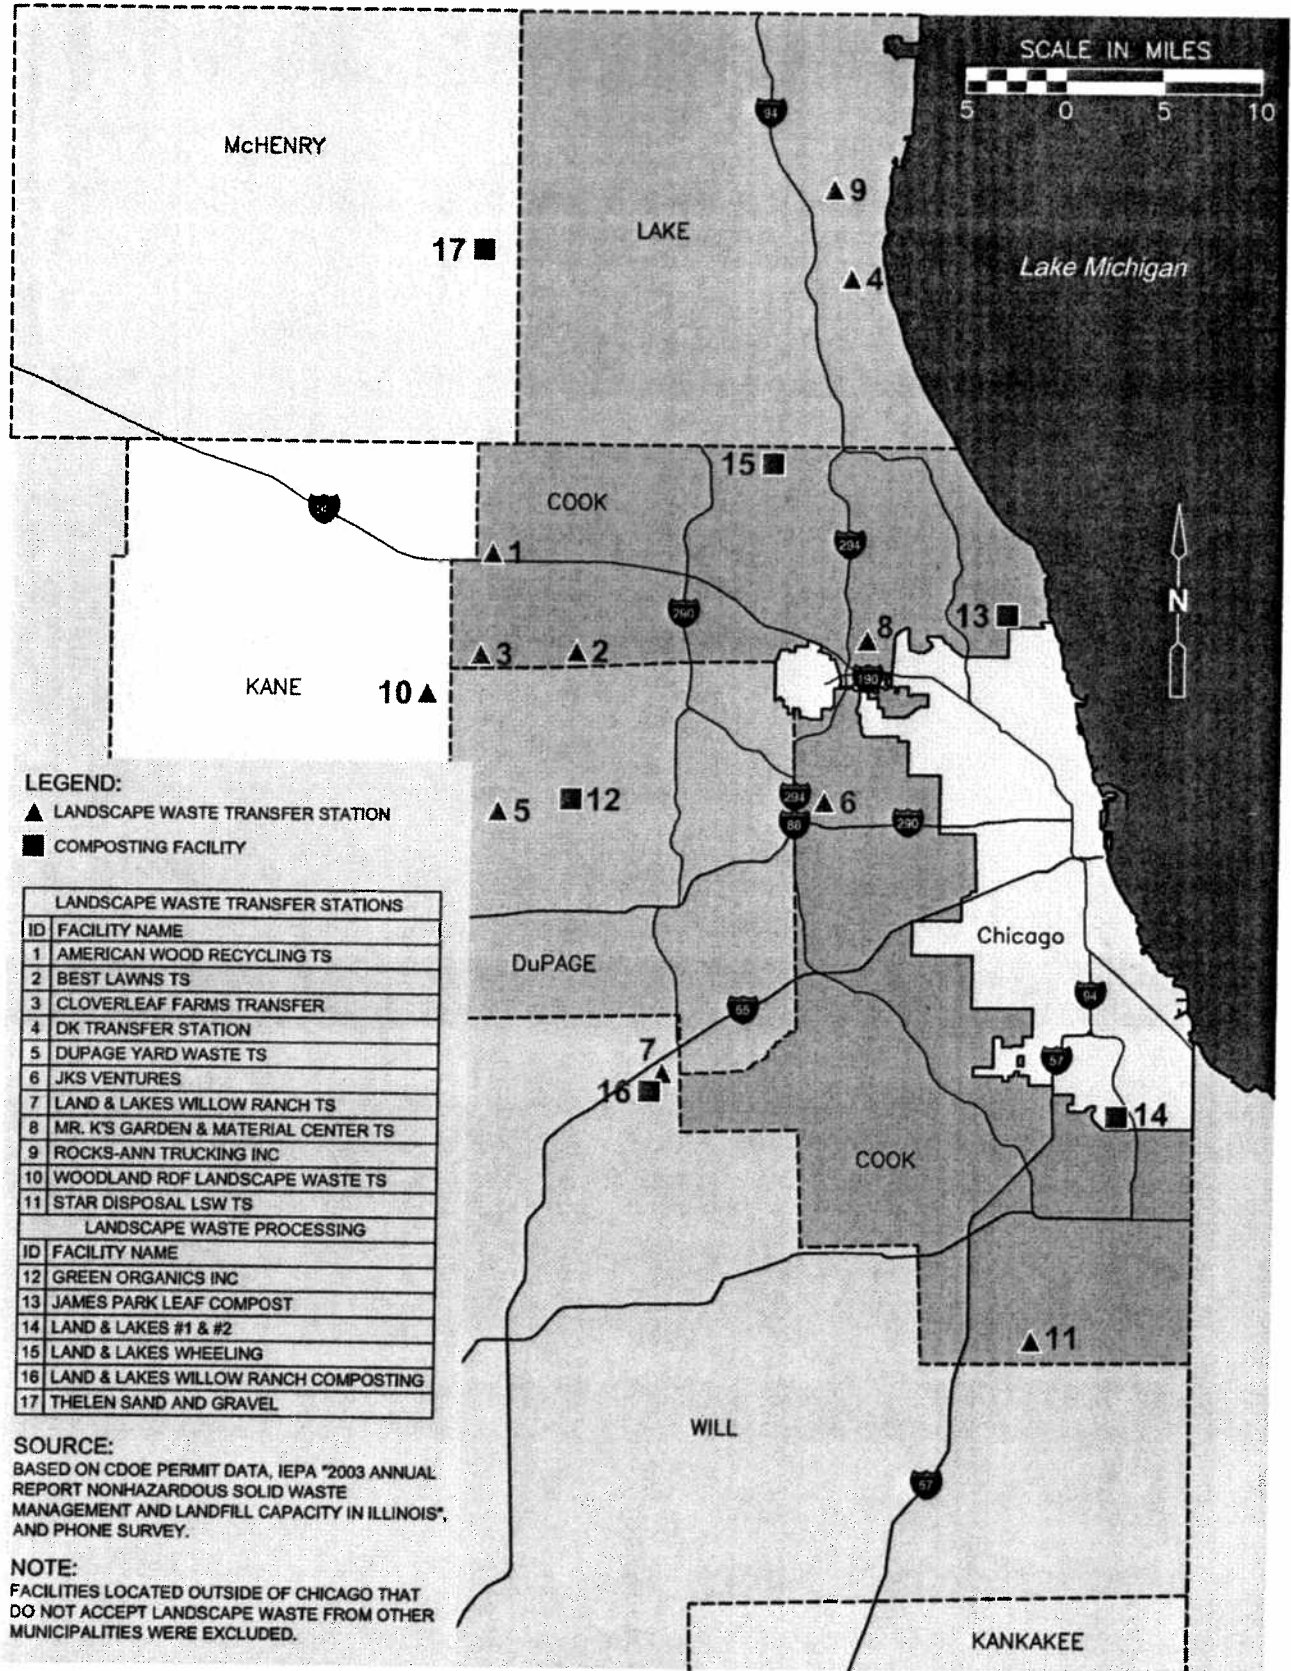 SCALE IN MILES
5 0 5 10
McHENRY
94
9
LAKE
17
Lake Michigan
4
15
COOK
294
1
290
13
8
N
3
2
190
KANE
10
LEGEND:
LANDSCAPE WASTE TRANSFER STATION
COMPOSTING FACILITY
5
12
294
6
88
290
LANDSCAPE WASTE TRANSFER STATIONS
ID FACILITY NAME
1 AMERICAN WOOD RECYCLING TS
2 BEST LAWNS TS
3 CLOVERLEAF FARMS TRANSFER
4 DK TRANSFER STATION
5 DUPAGE YARD WASTE TS
6 JKS VENTURES
7 LAND & LAKES WILLOW RANCH TS
8 MR. K'S GARDEN & MATERIAL CENTER TS
9 ROCKS-ANN TRUCKING INC
10 WOODLAND RDF LANDSCAPE WASTE TS
11 STAR DISPOSAL LSW TS
LANDSCAPE WASTE PROCESSING
ID FACILITY NAME
12 GREEN ORGANICS INC
13 JAMES PARK LEAF COMPOST
14 LAND & LAKES #1 & #2
15 LAND & LAKES WHEELING
16 LAND & LAKES WILLOW RANCH COMPOSTING
17 THELEN SAND AND GRAVEL
Chicago
DuPAGE
94
55
7
57
16
14
COOK
11
WILL
57
KANKAKEE
SOURCE:
BASED ON CDOE PERMIT DATA, IEPA "2003 ANNUAL
REPORT NONHAZARDOUS SOLID WASTE
MANAGEMENT AND LANDFILL CAPACITY IN ILLINOIS",
AND PHONE SURVEY.
NOTE:
FACILITIES LOCATED OUTSIDE OF CHICAGO THAT
DO NOT ACCEPT LANDSCAPE WASTE FROM OTHER
MUNICIPALITIES WERE EXCLUDED.